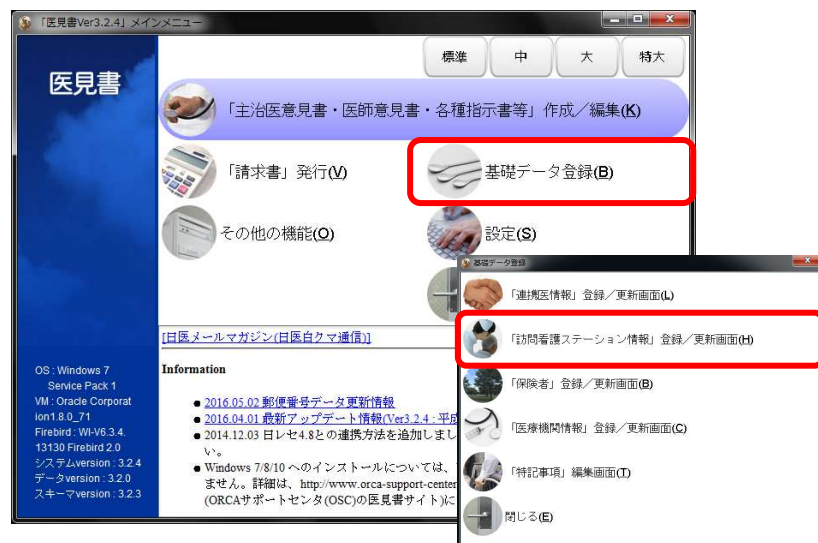 「医見書Ver3.2.4」メインメニュー
標準 中 大 特大
医見書
「主治医意見書・医師意見書・各種指示書等」作成／編集(K)
「請求書」発行(V)
基礎データ登録(B)
その他の機能(O)
設定(S)
[日医メールマガジン(日医白クマ通信)]
Information
2016.05.02 郵便番号データ更新情報
2016.04.01 最新アップデート情報(Ver3.2.4 : 平成
2014.12.03 日レセ4.8との連携方法を追加しまし
い。
Windows 7/8/10 へのインストールについては、
ません。詳細は、http://www.orca-support-center
(ORCAサポートセンタ(OSC)の医見書サイト)に
OS : Windows 7
Service Pack 1
VM : Oracle Corporat
ion1.8.0_71
Firebird : WI-V6.3.4.
13130 Firebird 2.0
システムversion : 3.2.4
データversion : 3.2.0
スキーマversion : 3.2.3
基礎データ登録
「連携医情報」登録／更新画面(L)
「訪問看護ステーション情報」登録／更新画面(H)
「保険者」登録／更新画面(B)
「医療機関情報」登録／更新画面(C)
「特記事項」編集画面(T)
閉じる(E)